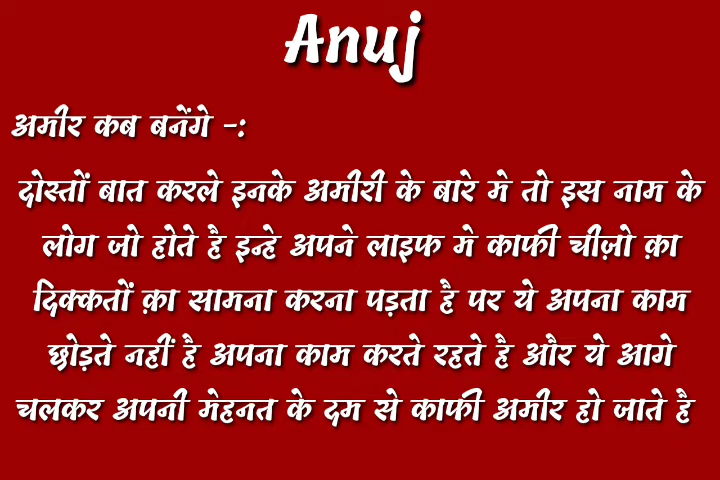 Anuj
अमीर कब बनेंगे -:
दोस्तों बात करले इनके अमीरी के बारे मे तो इस नाम के
लोग जो होते है इन्हे अपने लाइफ मे काफी चीज़ो क़ा
दिक्कतों क़ा सामना करना पड़ता है पर ये अपना काम
छोड़ते नहीं है अपना काम करते रहते है और ये आगे
चलकर अपनी मेहनत के दम से काफी अमीर हो जाते है